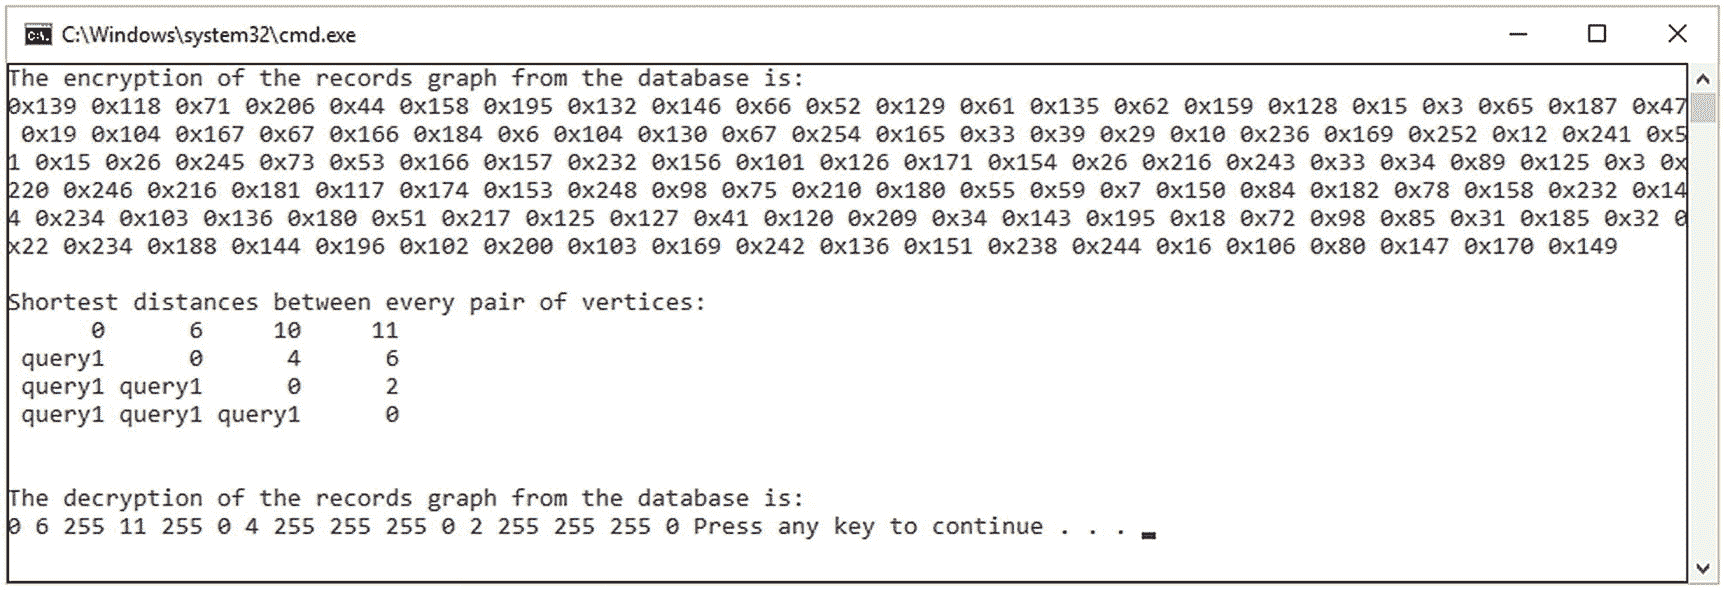 C:\Windows\system32\cmd.exe
The encryption of the records graph from the database is:
0x139 0x118 0x71 0x206 0x44 0x158 0x195 0x132 0x146 0x66 0x52 0x129 0x61 0x135 0x62 0x159 0x128 0x15 0x3 0x65 0x187 0x47
0x19 0x104 0x167 0x67 0x166 0x184 0x6 0x104 0x130 0x67 0x254 0x165 0x33 0x39 0x29 0x10 0x236 0x169 0x252 0x12 0x241 0x5
1 0x15 0x26 0x245 0x73 0x53 0x166 0x157 0x232 0x156 0x101 0x126 0x171 0x154 0x26 0x216 0x243 0x33 0x34 0x89 0x125 0x3 0x
220 0x246 0x216 0x181 0x117 0x174 0x153 0x248 0x98 0x75 0x210 0x180 0x55 0x59 0x7 0x150 0x84 0x182 0x78 0x158 0x232 0x14
4 0x234 0x103 0x136 0x180 0x51 0x217 0x125 0x127 0x41 0x120 0x209 0x34 0x143 0x195 0x18 0x72 0x98 0x85 0x31 0x185 0x32 0
x22 0x234 0x188 0x144 0x196 0x102 0x200 0x103 0x169 0x242 0x136 0x151 0x238 0x244 0x16 0x106 0x80 0x147 0x170 0x149
Shortest distances between every pair of vertices:
0 6 10 11
query1 0 4 6
query1 query1 0 2
query1 query1 query1 0
The decryption of the records graph from the database is:
0 6 255 11 255 0 4 255 255 255 0 2 255 255 255 0 Press any key to continue . . .